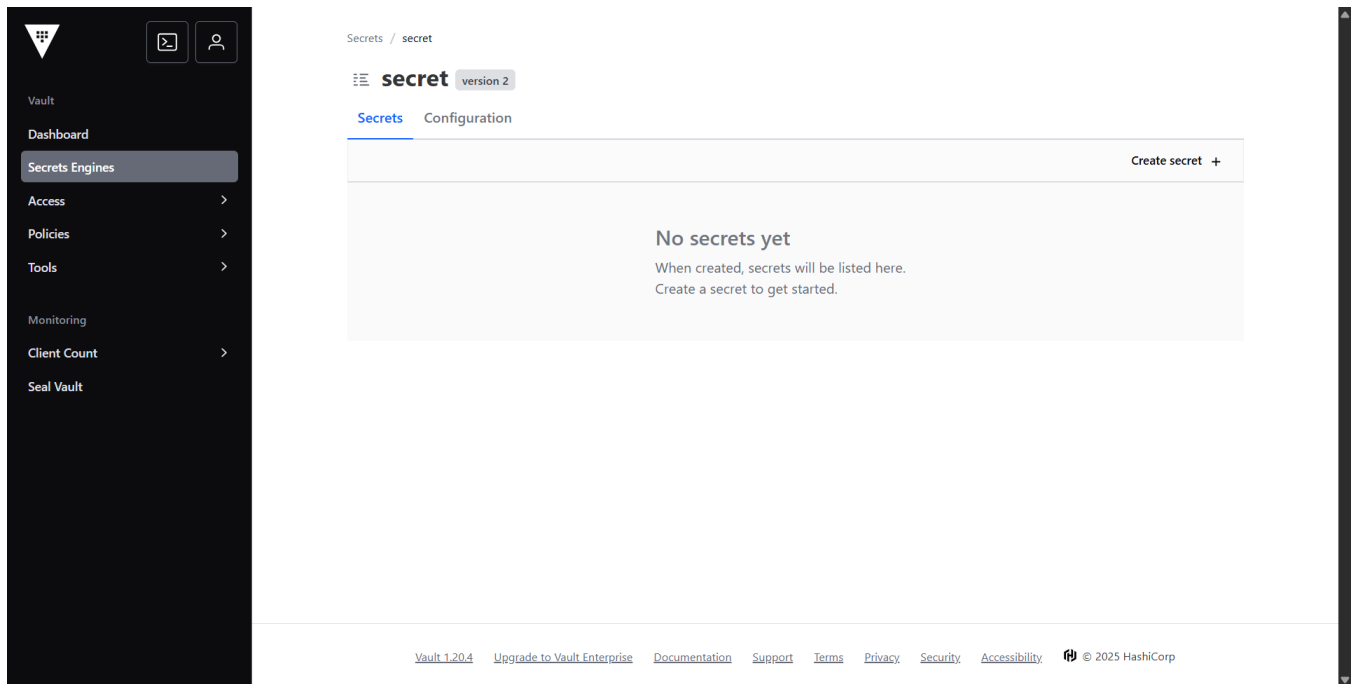 Vault
Dashboard
Secrets Engines
Access
Policies
Tools
Monitoring
Client Count
Seal Vault
Secrets / secret
secret version 2
Secrets Configuration
Create secret +
No secrets yet
When created, secrets will be listed here.
Create a secret to get started.
Vault 1.20.4 Upgrade to Vault Enterprise Documentation Support Terms Privacy Security Accessibility © 2025 HashiCorp